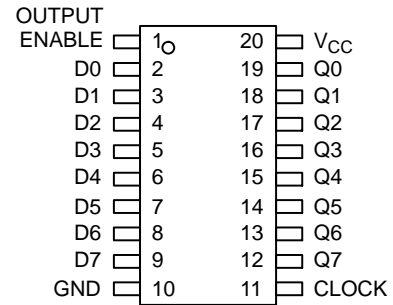 OUTPUT
ENABLE 1 20 VCC
D0 2 19 Q0
D1 3 18 Q1
D2 4 17 Q2
D3 5 16 Q3
D4 6 15 Q4
D5 7 14 Q5
D6 8 13 Q6
D7 9 12 Q7
GND 10 11 CLOCK